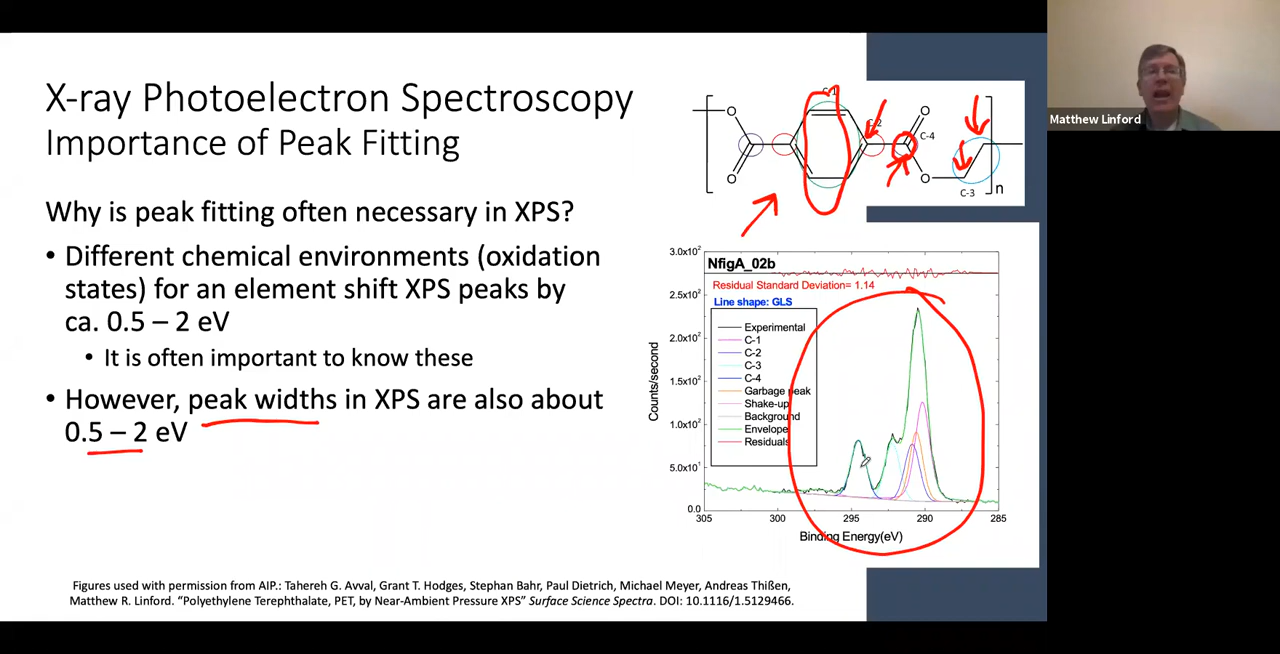 X-ray Photoelectron Spectroscopy
Importance of Peak Fitting
Why is peak fitting often necessary in XPS?
• Different chemical environments (oxidation
states) for an element shift XPS peaks by
ca. 0.5 – 2 eV
• It is often important to know these
• However, peak widths in XPS are also about
0.5 – 2 eV
C-1
O
O
C-2
C-4
O
O
C-3
n
Matthew Linford
3.0x10²
NfigA_02b
Residual Standard Deviation= 1.14
2.5x10²
Line shape: GLS
Experimental
C-1
C-2
C-3
C-4
Garbage peak
Shake-up
Background
Envelope
Residuals
2.0x10²
1.5x10²
1.0x10²
5.0x10¹
0.0
Counts/second
305
300
295
290
285
Binding Energy(eV)
Figures used with permission from AIP.: Tahereh G. Avval, Grant T. Hodges, Stephan Bahr, Paul Dietrich, Michael Meyer, Andreas Thißen,
Matthew R. Linford. “Polyethylene Terephthalate, PET, by Near-Ambient Pressure XPS” Surface Science Spectra. DOI: 10.1116/1.5129466.